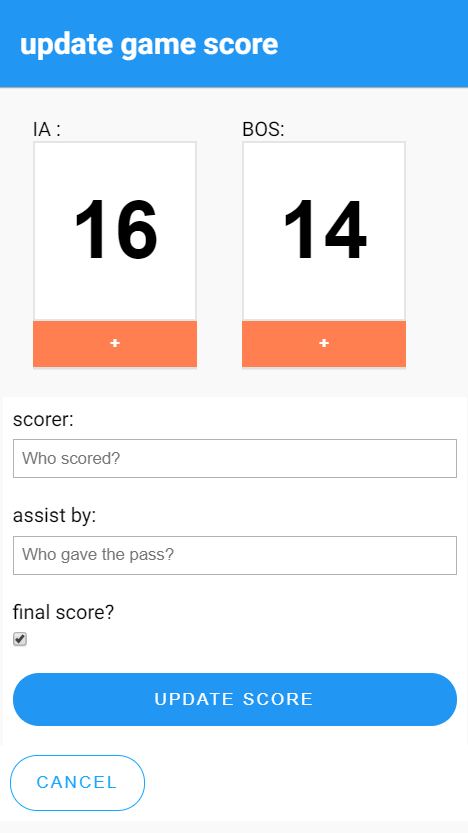 update game score
IA : BOS:
16 14
+ +
scorer:
Who scored?
assist by:
Who gave the pass?
final score?
UPDATE SCORE
CANCEL